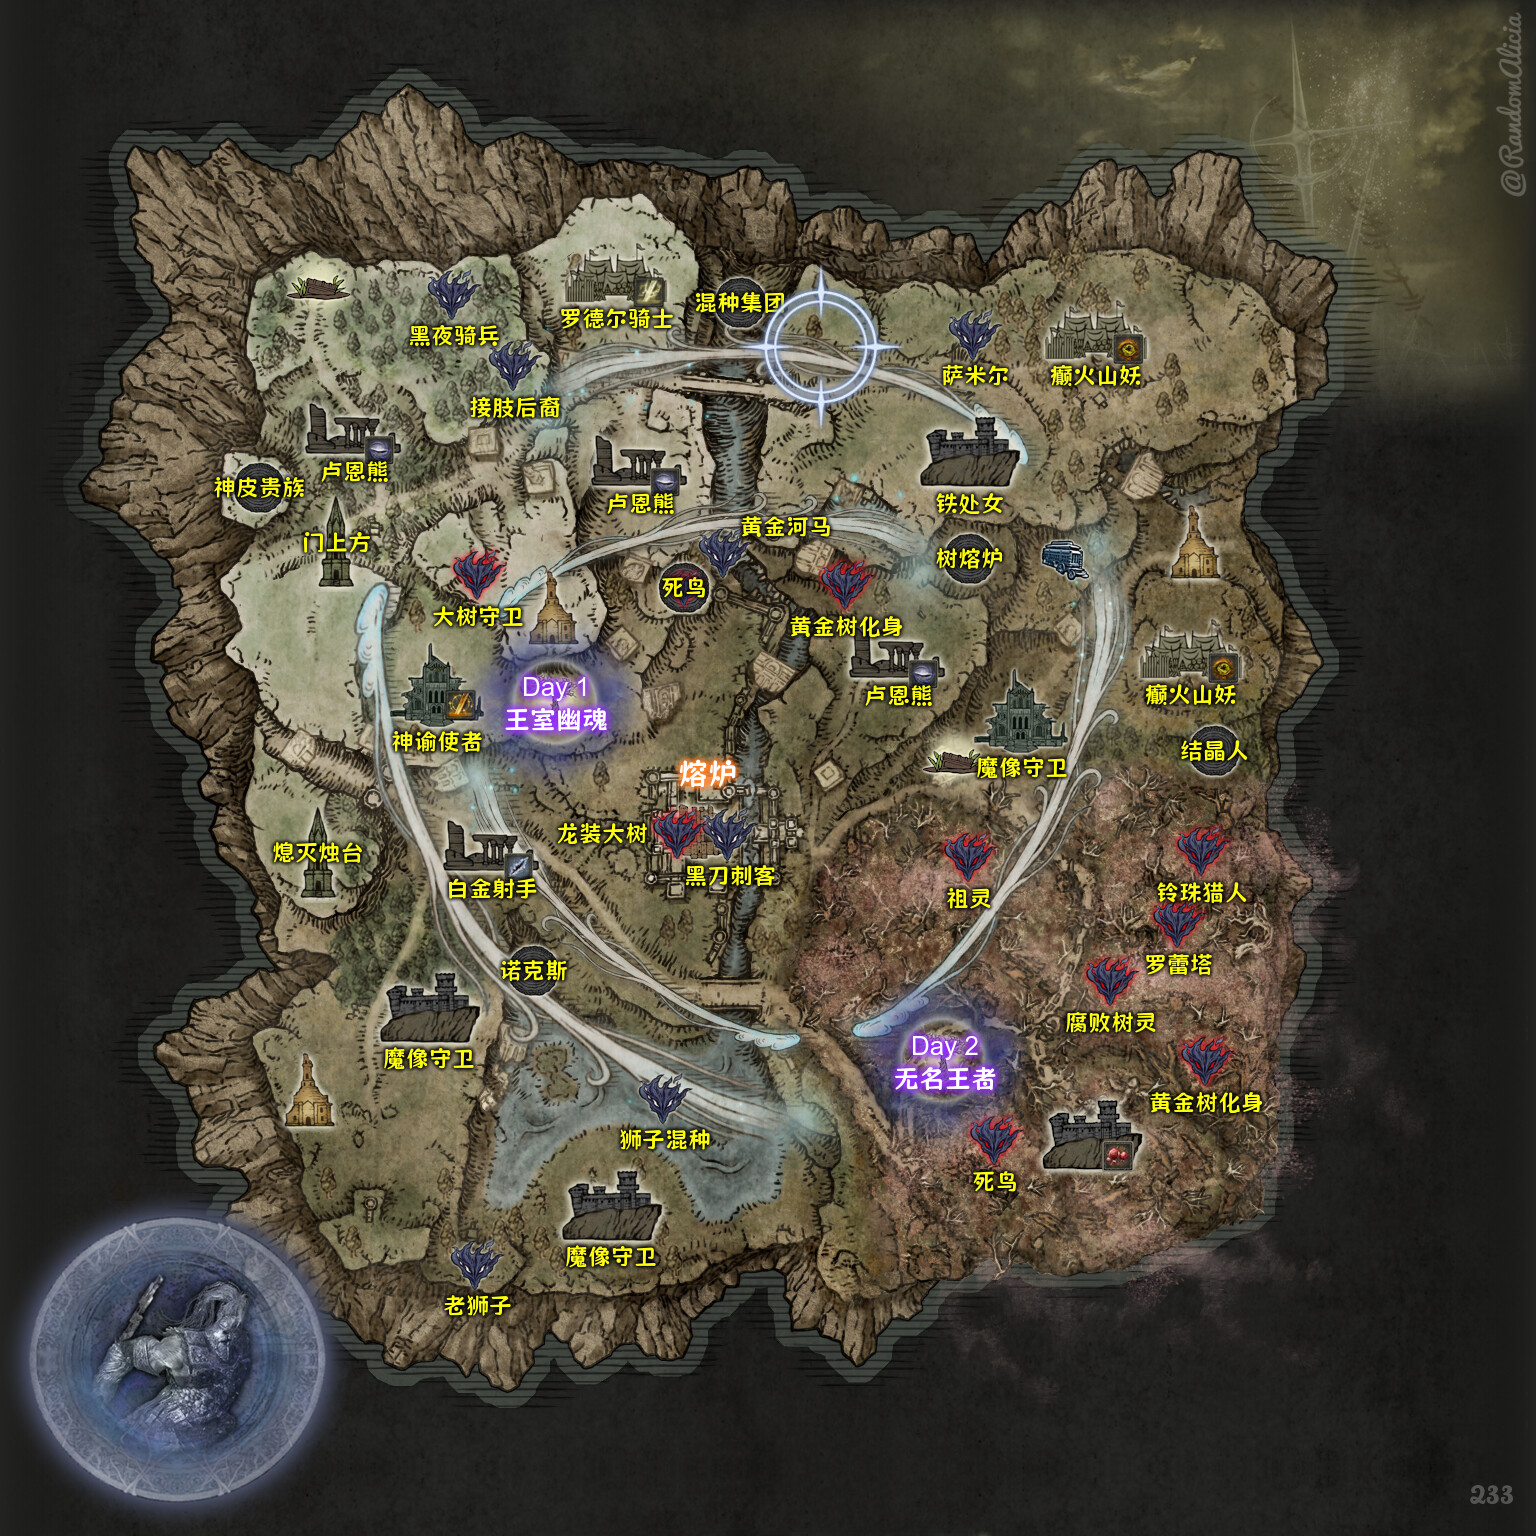 @RandomAlicia
黑夜骑兵
罗德尔骑士
混种集团
接肢后裔
萨米尔
癫火山妖
卢恩熊
神皮贵族
卢恩熊
铁处女
门上方
黄金河马
树熔炉
死鸟
大树守卫
黄金树化身
卢恩熊
Day 1
王室幽魂
癫火山妖
神谕使者
结晶人
魔像守卫
熔炉
龙装大树
黑刀刺客
熄灭烛台
白金射手
祖灵
铃珠猎人
罗蕾塔
诺克斯
腐败树灵
魔像守卫
Day 2
无名王者
黄金树化身
狮子混种
死鸟
魔像守卫
老狮子
233